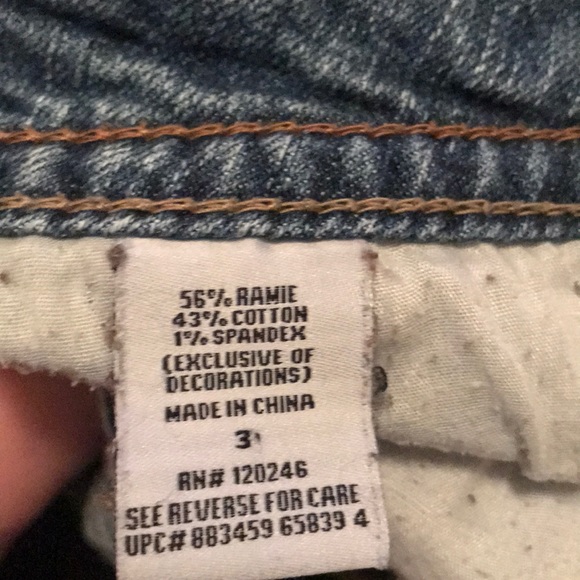 56% RAMIE
43% COTTON
1% SPANDEX
(EXCLUSIVE OF
DECORATIONS)
MADE IN CHINA
3
RN# 120246
SEE REVERSE FOR CARE
UPC# 883459 65839 4